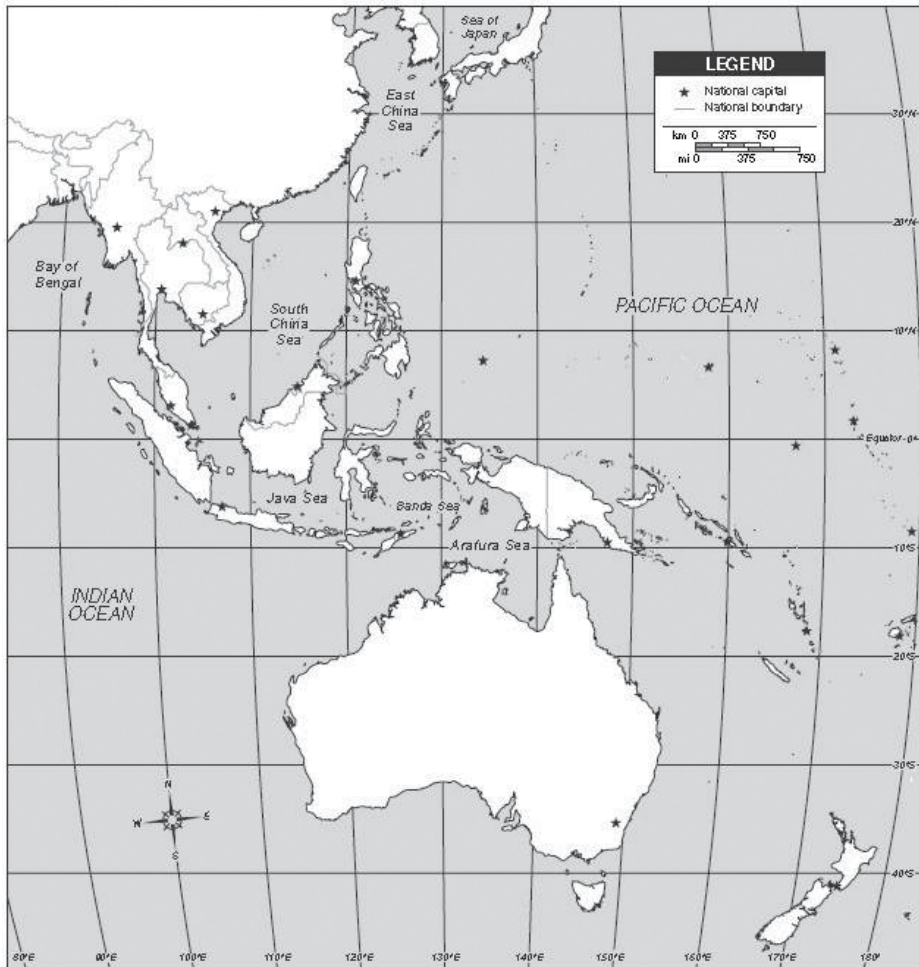 Sea of
Japan
LEGEND
★ National capital
National boundary
km 0 375 750
mi 0 375 750
East
China
Sea
30°N
20°N
Bay of
Bengal
South
China
Sea
PACIFIC OCEAN
10°N
Equator 0°
Java Sea
Banda Sea
Arafura Sea
10°S
INDIAN
OCEAN
20°S
30°S
N
W E
S
40°S
80°E 90°E 100°E 110°E 120°E 130°E 140°E 150°E 160°E 170°E 180°